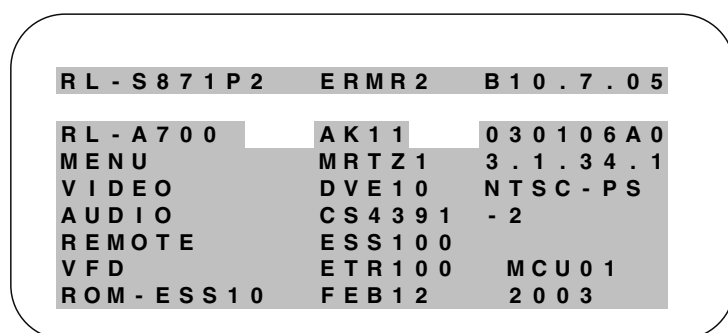 RL-S871P2 ERMR2 B10.7.05
RL-A700 AK11 030106A0
MENU MRTZ1 3.1.34.1
VIDEO DVE10 NTSC-PS
AUDIO CS4391 -2
REMOTE ESS100
VFD ETR100 MCU01
ROM-ESS10 FEB12 2003